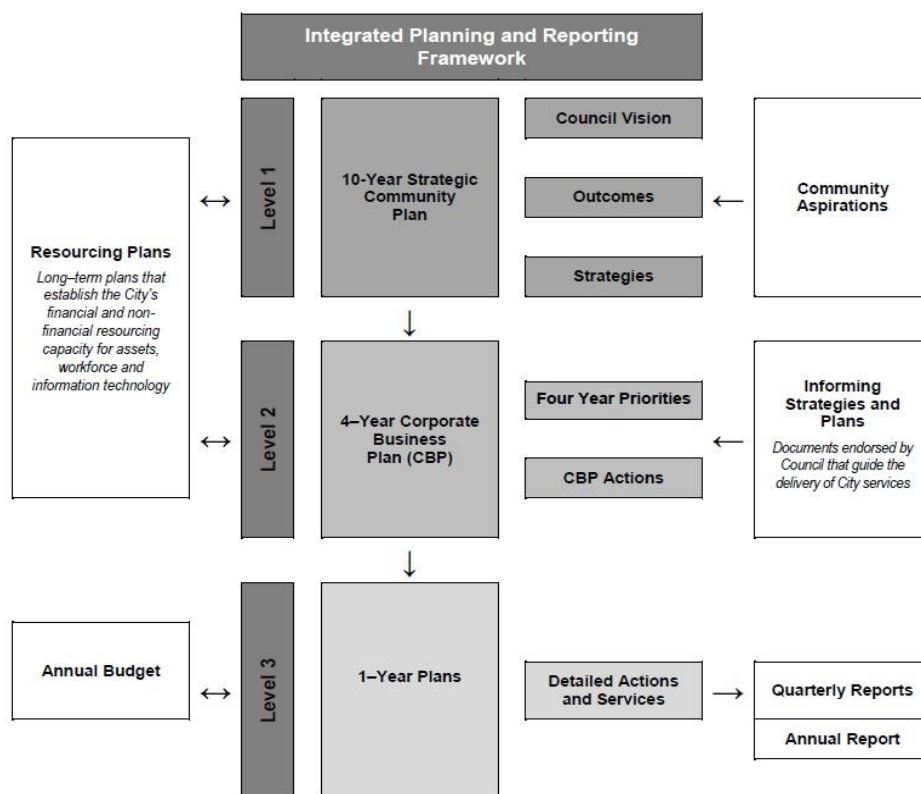 Integrated Planning and Reporting
Framework
Level 1
10-Year Strategic
Community
Plan
Council Vision
Outcomes
Strategies
Community
Aspirations
Resourcing Plans
Long–term plans that
establish the City's
financial and non-
financial resourcing
capacity for assets,
workforce and
information technology
Level 2
4–Year Corporate
Business
Plan (CBP)
Four Year Priorities
CBP Actions
Informing
Strategies and
Plans
Documents endorsed by
Council that guide the
delivery of City services
Annual Budget
Level 3
1–Year Plans
Detailed Actions
and Services
Quarterly Reports
Annual Report